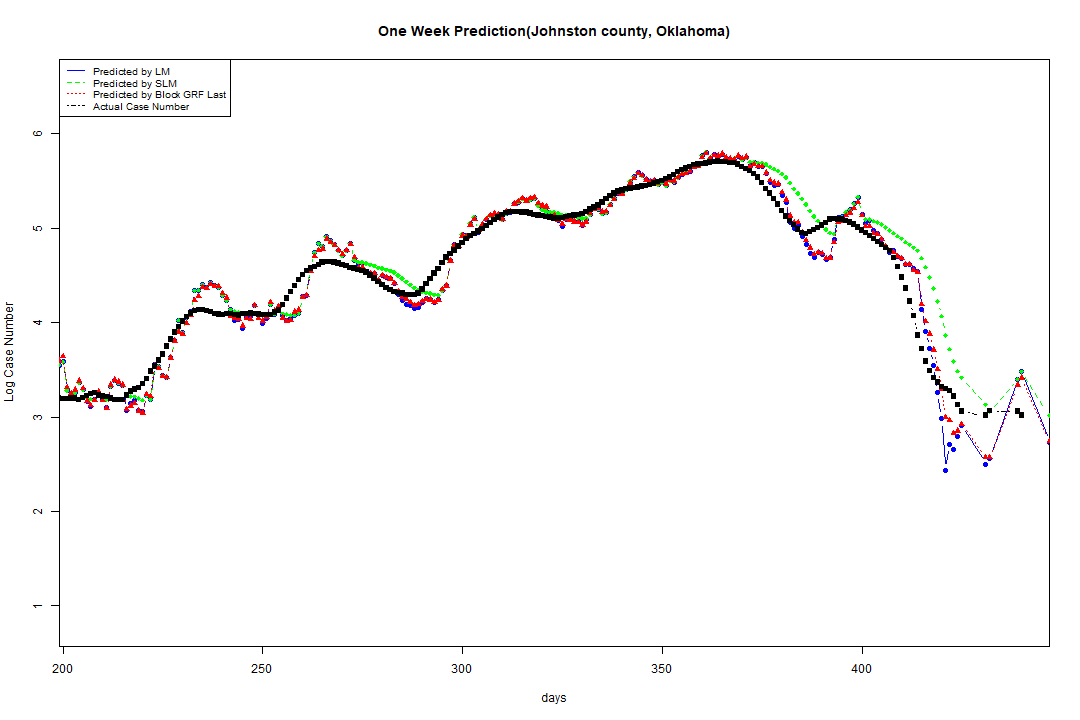 One Week Prediction(Johnston county, Oklahoma)
Predicted by LM
Predicted by SLM
Predicted by Block GRF Last
Actual Case Number
6
5
4
3
2
1
Log Case Number
200 250 300 350 400
days